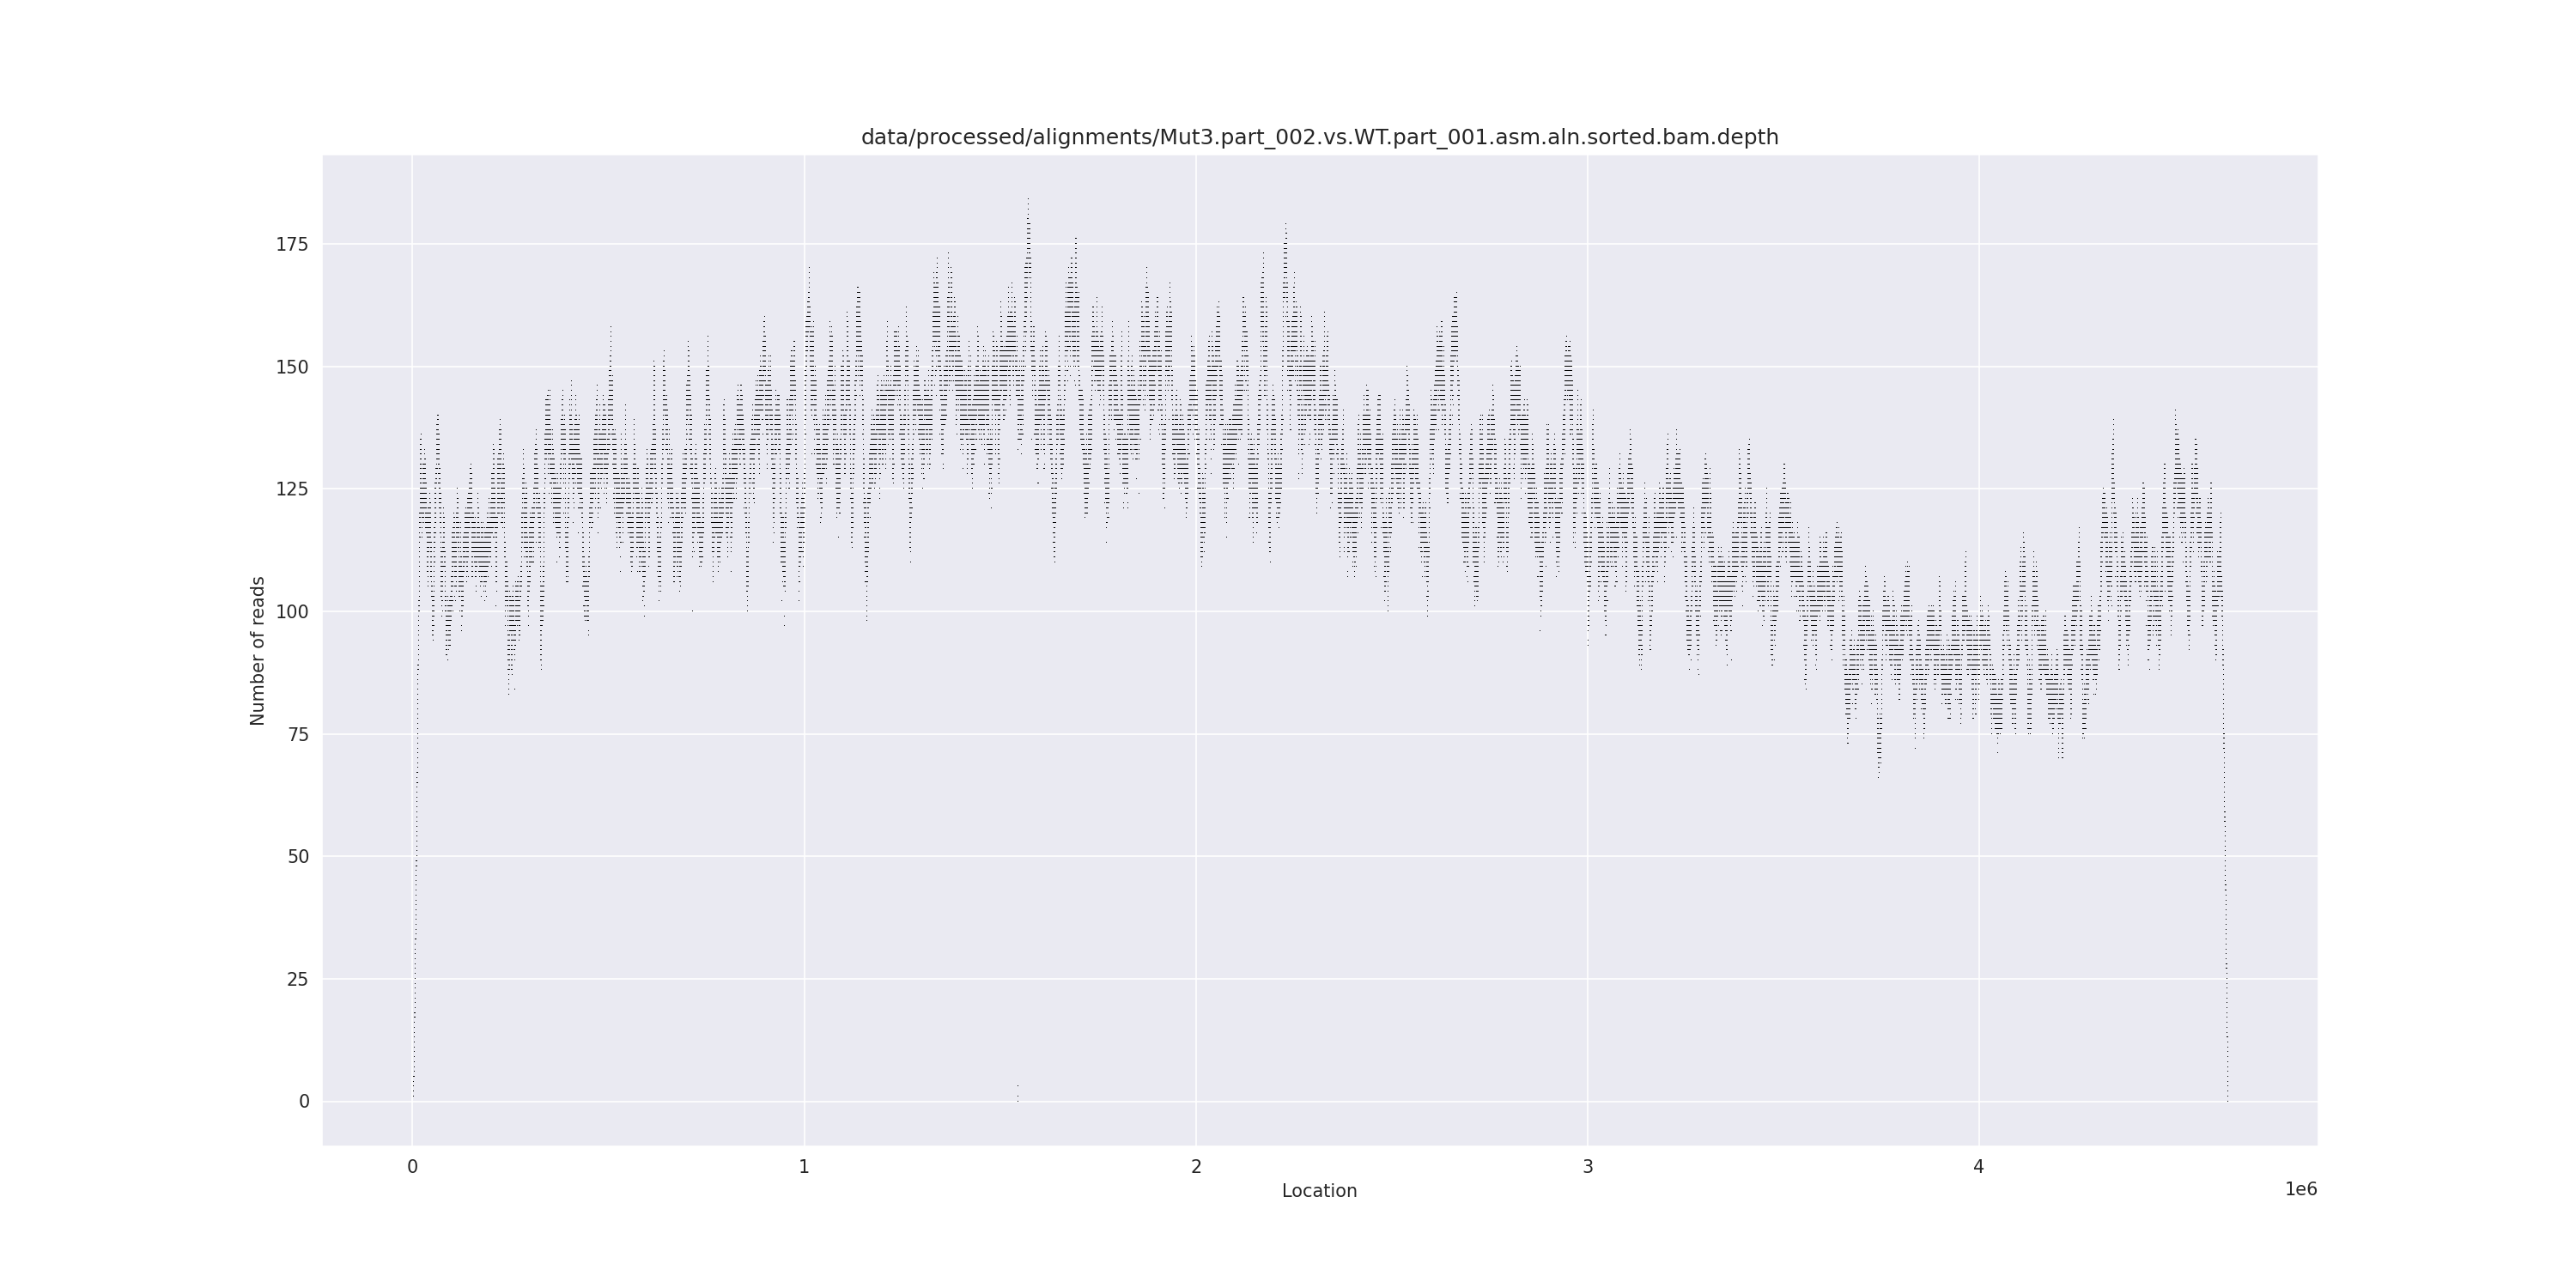 data/processed/alignments/Mut3.part_002.vs.WT.part_001.asm.aln.sorted.bam.depth
Number of reads
175
150
125
100
75
50
25
0
0 1 2 3 4
Location
1e6